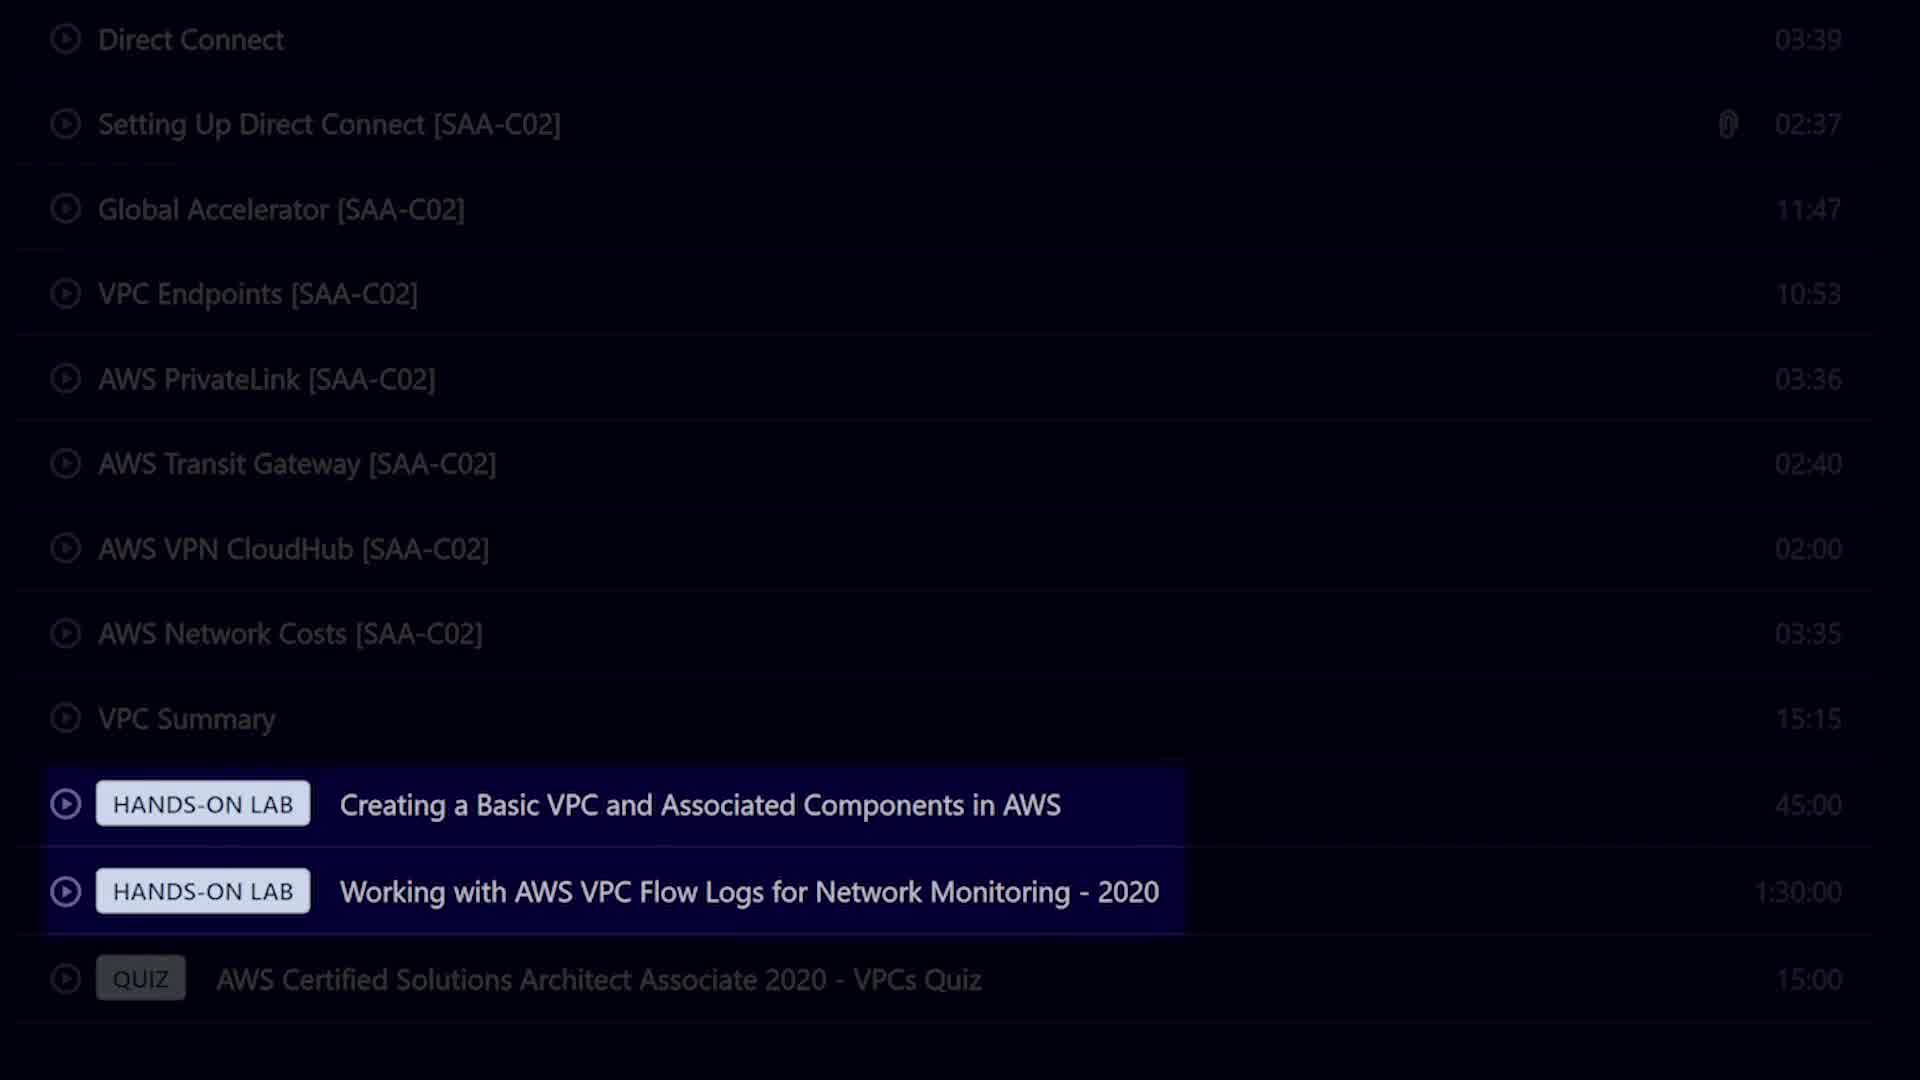 Direct Connect 03:39
Setting Up Direct Connect [SAA-C02] 02:37
Global Accelerator [SAA-C02] 11:47
VPC Endpoints [SAA-C02] 10:53
AWS PrivateLink [SAA-C02] 03:36
AWS Transit Gateway [SAA-C02] 02:40
AWS VPN CloudHub [SAA-C02] 02:00
AWS Network Costs [SAA-C02] 03:35
VPC Summary 15:15
HANDS-ON LAB Creating a Basic VPC and Associated Components in AWS 45:00
HANDS-ON LAB Working with AWS VPC Flow Logs for Network Monitoring - 2020 1:30:00
QUIZ AWS Certified Solutions Architect Associate 2020 - VPCs Quiz 15:00